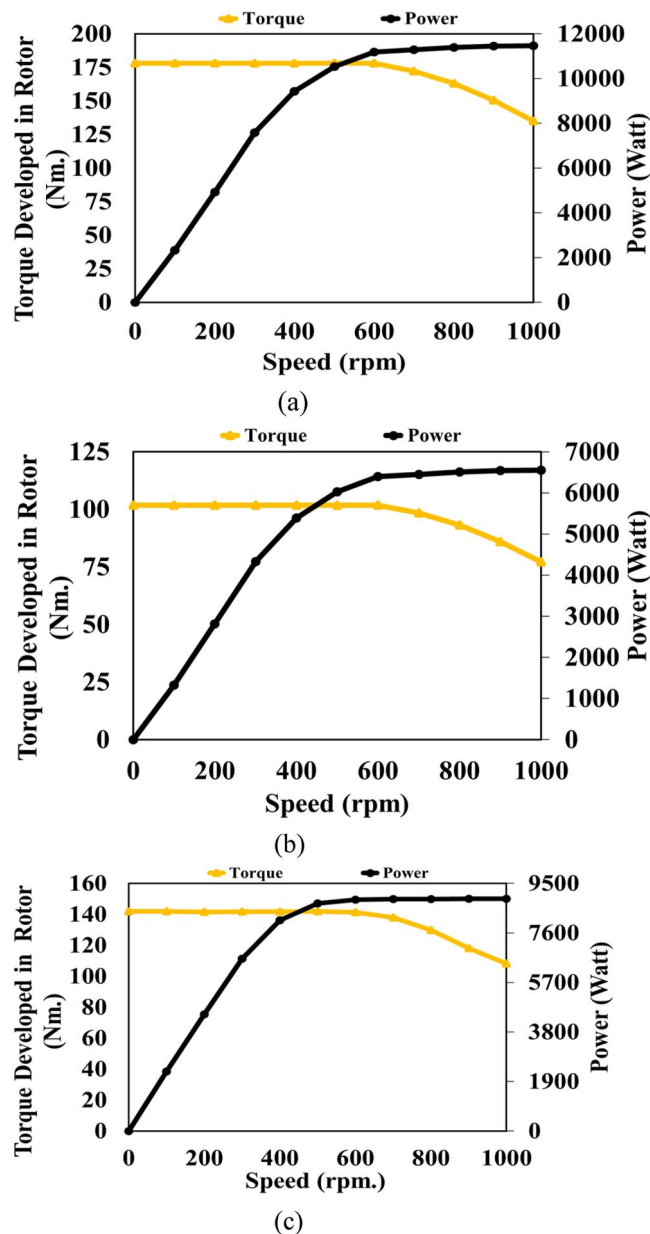 Torque Power
200 12000
175 10000
150 8000
125
100 6000
75 4000
50
25 2000
0 0
0 200 400 600 800 1000
Speed (rpm)
Torque Developed in Rotor
(Nm.)
Power (Watt)
(a)
Torque Power
125 7000
100 6000
5000
75 4000
50 3000
2000
25 1000
0 0
0 200 400 600 800 1000
Speed (rpm)
Torque Developed in Rotor
(Nm.)
Power (Watt)
(b)
Torque Power
160 9500
140 7600
120
100 5700
80
60 3800
40 1900
20
0 0
0 200 400 600 800 1000
Speed (rpm.)
Torque Developed in Rotor
(Nm.)
Power (Watt)
(c)